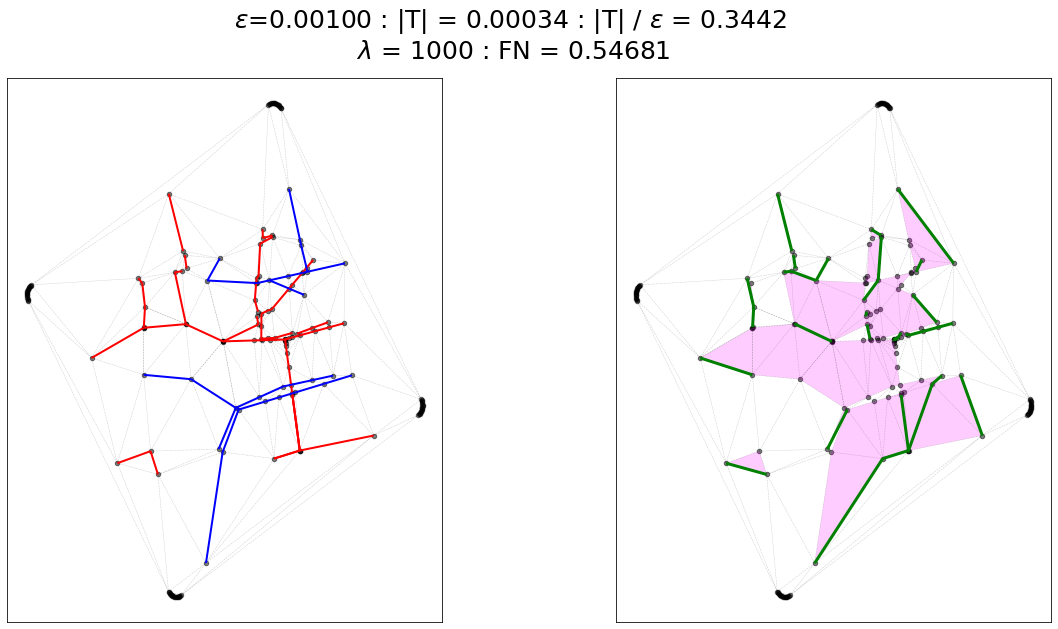 ε=0.00100 : |T| = 0.00034 : |T| / ε = 0.3442
λ = 1000 : FN = 0.54681